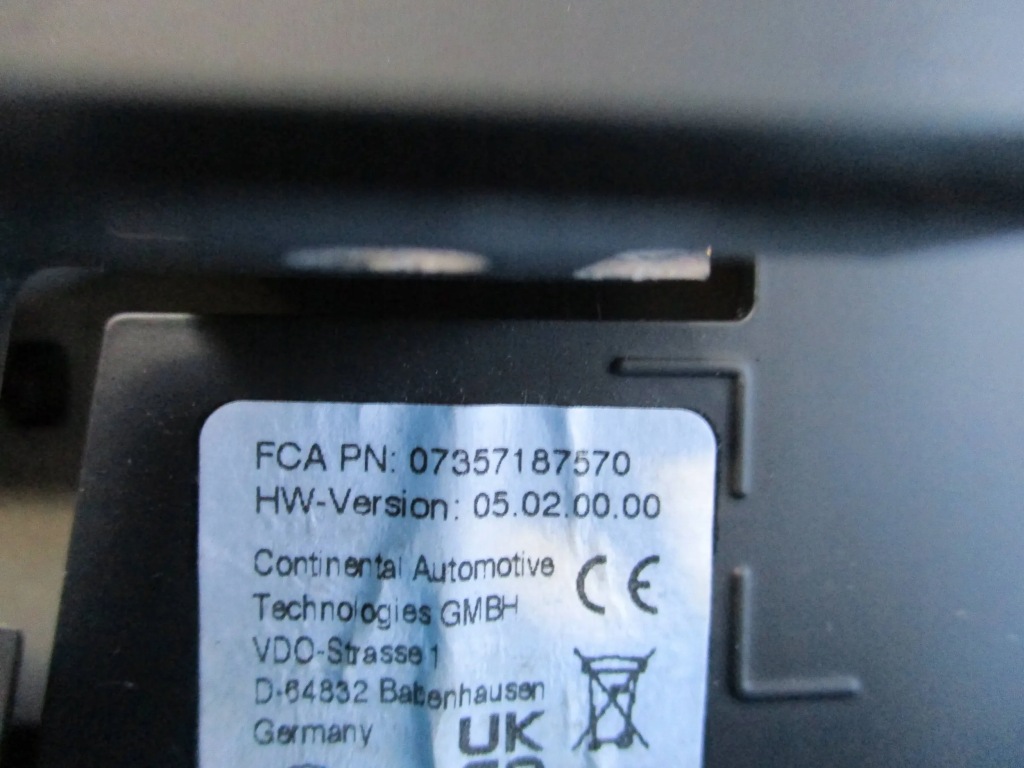 FCA PN: 07357187570
HW-Version: 05.02.00.00
Continental Automotive
Technologies GMBH
VDO-Strasse 1
D-64832 Babenhausen
Germany
CE
UK